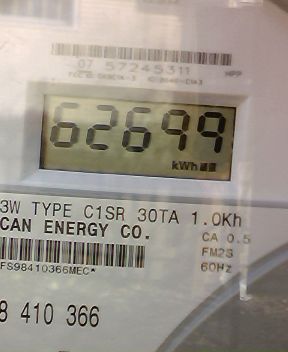 07 57245311 MPP
62699
kWh
3W TYPE C1SR 30TA 1.0Kh
CAN ENERGY CO. CA 0.5
FM2S
FS98410366MEC* 60Hz
8 410 366